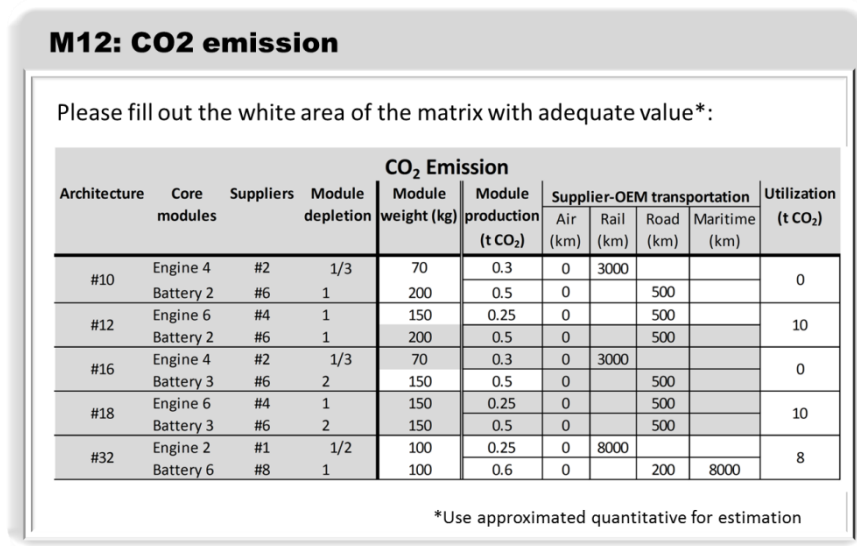 M12: CO2 emission
Please fill out the white area of the matrix with adequate value*:
CO₂ Emission
Architecture Core modules Suppliers Module depletion Module weight (kg) Module production (t CO₂) Supplier-OEM transportation Utilization (t CO₂)
Air (km) Rail (km) Road (km) Maritime (km)
#10 Engine 4 #2 1/3 70 0.3 0 3000 0
Battery 2 #6 1 200 0.5 0 500
#12 Engine 6 #4 1 150 0.25 0 500 10
Battery 2 #6 1 200 0.5 0 500
#16 Engine 4 #2 1/3 70 0.3 0 3000 0
Battery 3 #6 2 150 0.5 0 500
#18 Engine 6 #4 1 150 0.25 0 500 10
Battery 3 #6 2 150 0.5 0 500
#32 Engine 2 #1 1/2 100 0.25 0 8000 8
Battery 6 #8 1 100 0.6 0 200 8000
*Use approximated quantitative for estimation